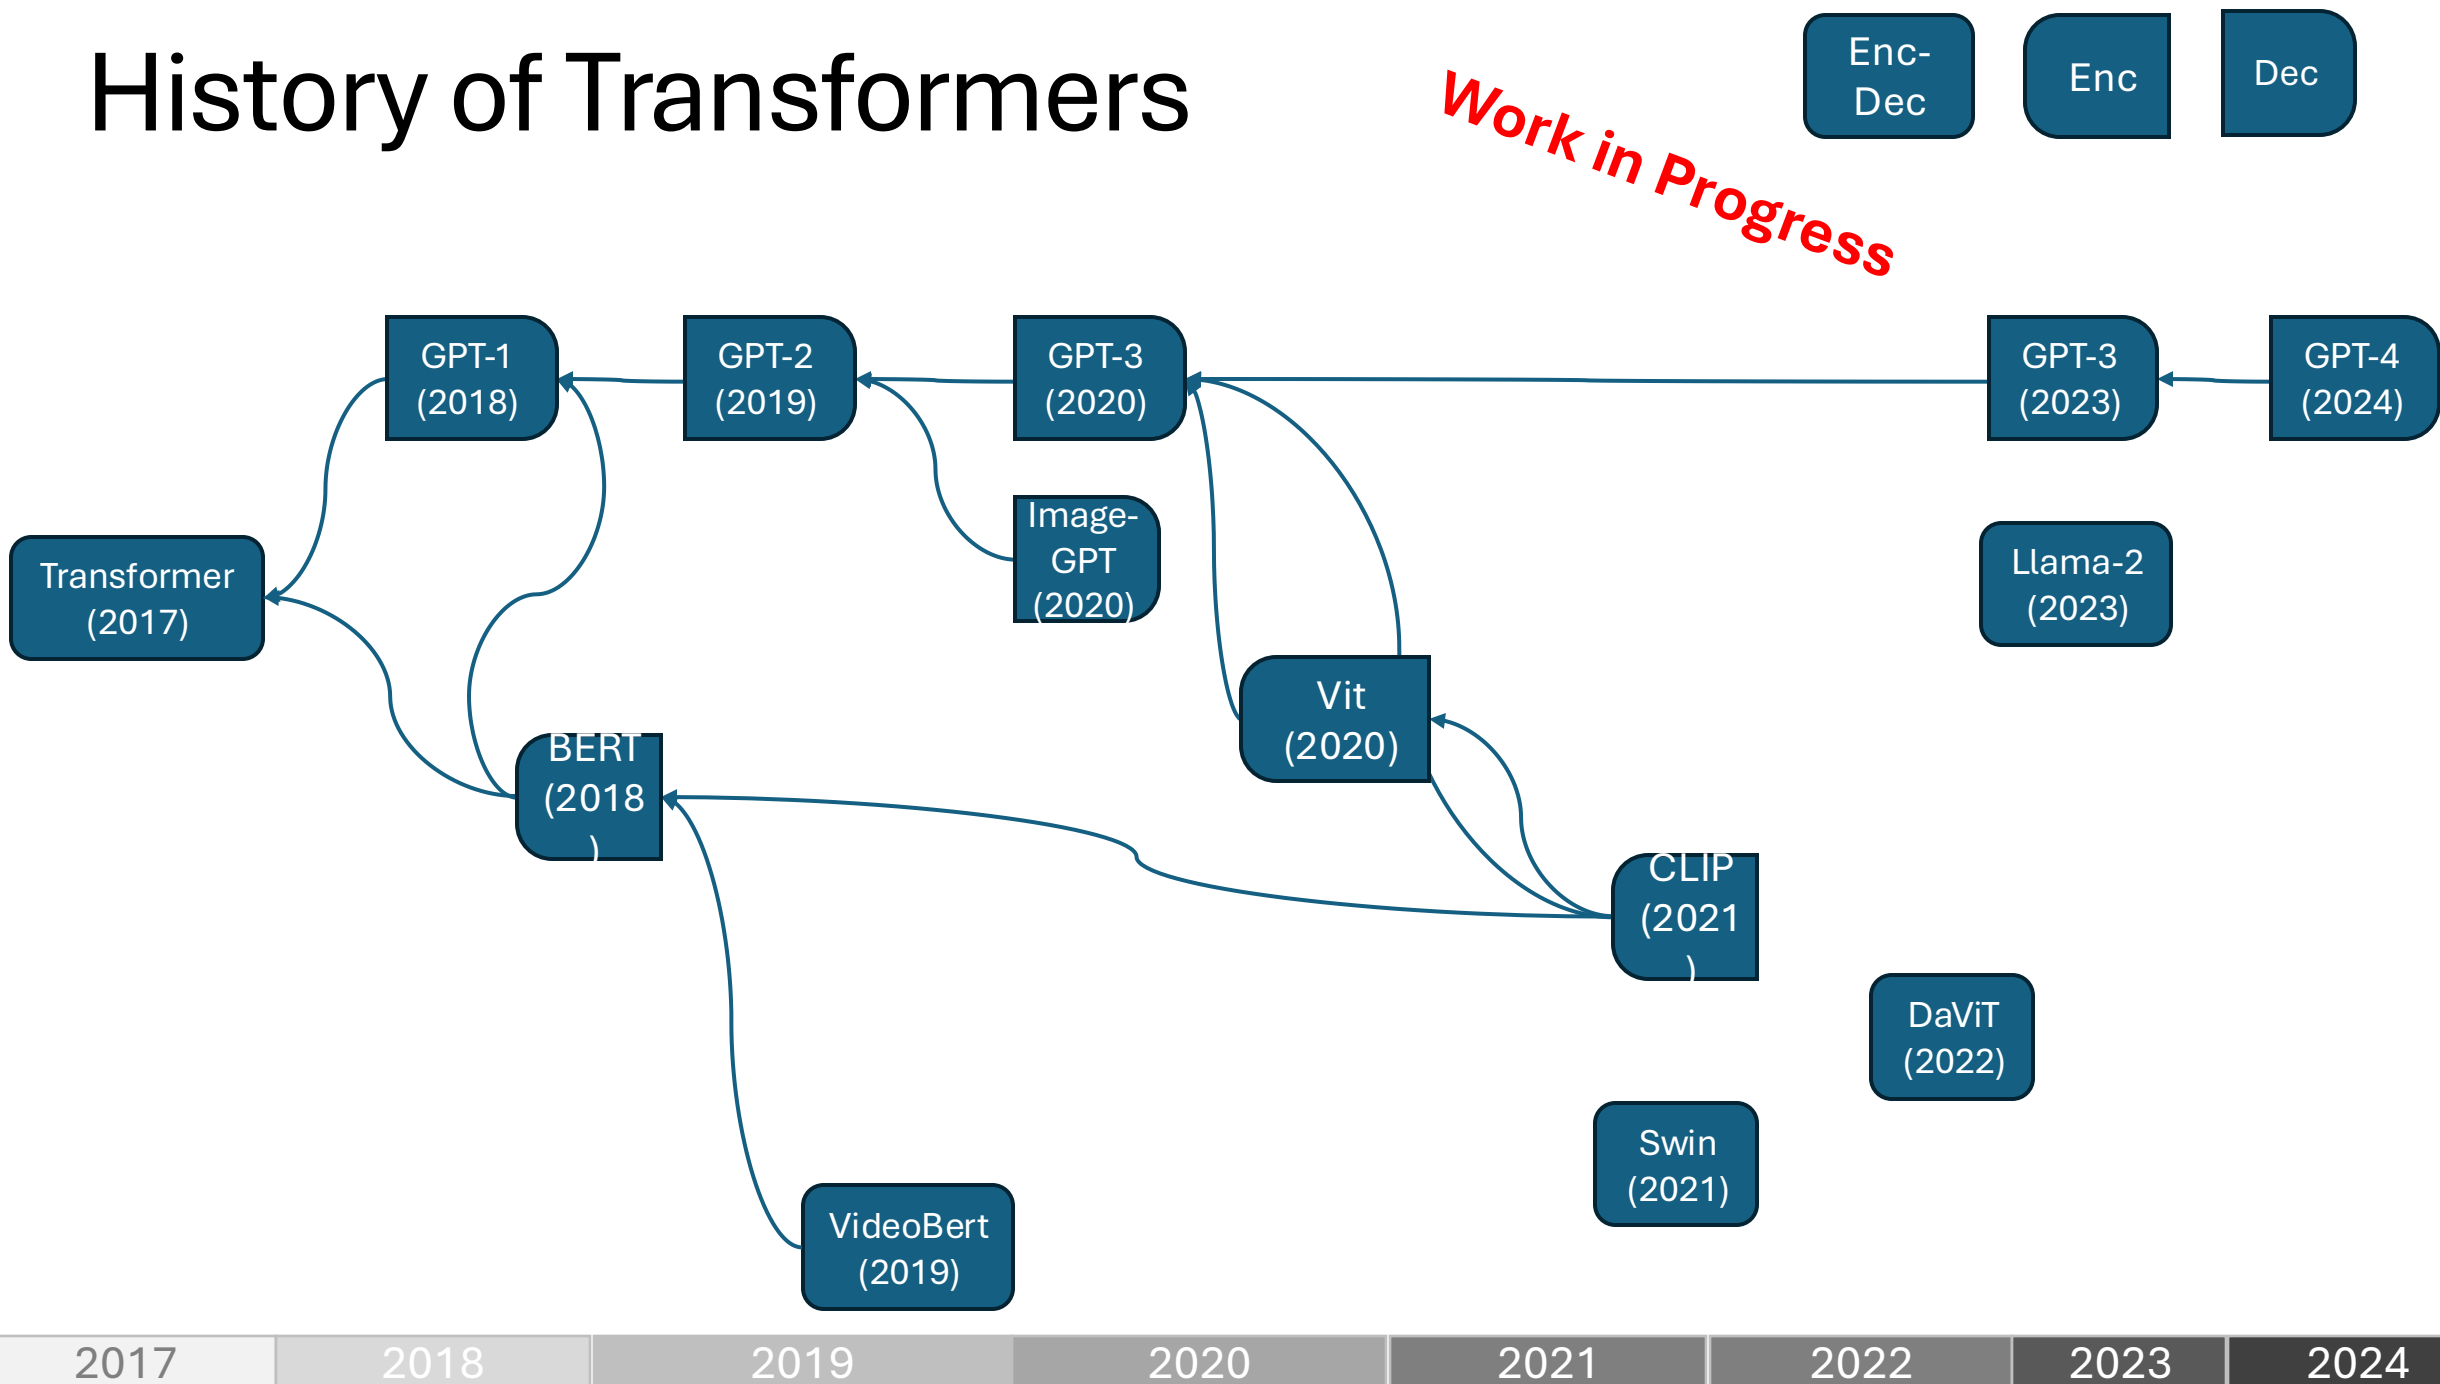 History of Transformers
Work in Progress
Enc-
Dec
Enc
Dec
GPT-1
(2018)
GPT-2
(2019)
GPT-3
(2020)
GPT-3
(2023)
GPT-4
(2024)
Image-
GPT
(2020)
Transformer
(2017)
Llama-2
(2023)
Vit
(2020)
BERT
(2018
)
CLIP
(2021
)
DaViT
(2022)
Swin
(2021)
VideoBert
(2019)
2017
2018
2019
2020
2021
2022
2023
2024